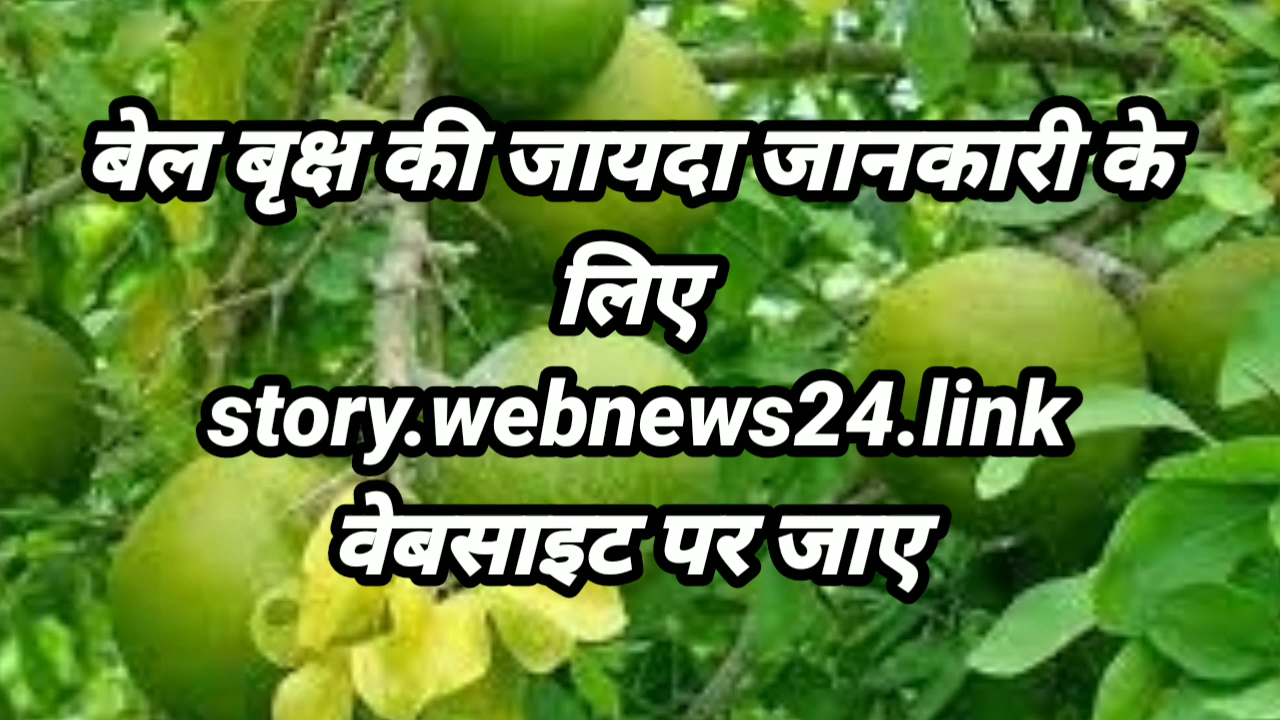 बेल बृक्ष की जायदा जानकारी के
लिए
story.webnews24.link
वेबसाइट पर जाए